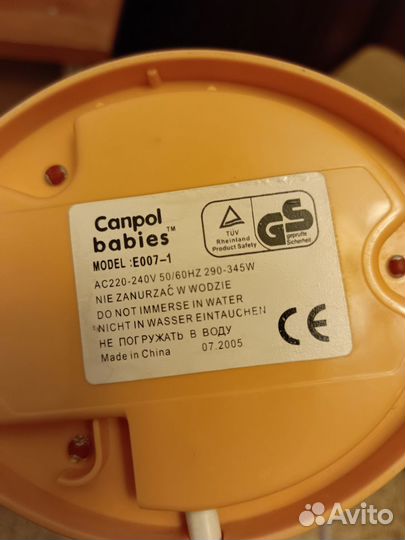 Canpol™
babies
MODEL :E007-1
TÜV
Rheinland
Product Safety
GS
geprüfte
Sicherheit
AC220-240V 50/60HZ 290-345W
NIE ZANURZAĆ W WODZIE
DO NOT IMMERSE IN WATER
NICHT IN WASSER EINTAUCHEN
НЕ ПОГРУЖАТЬ В ВОДУ
Made in China 07.2005
CE
Avito